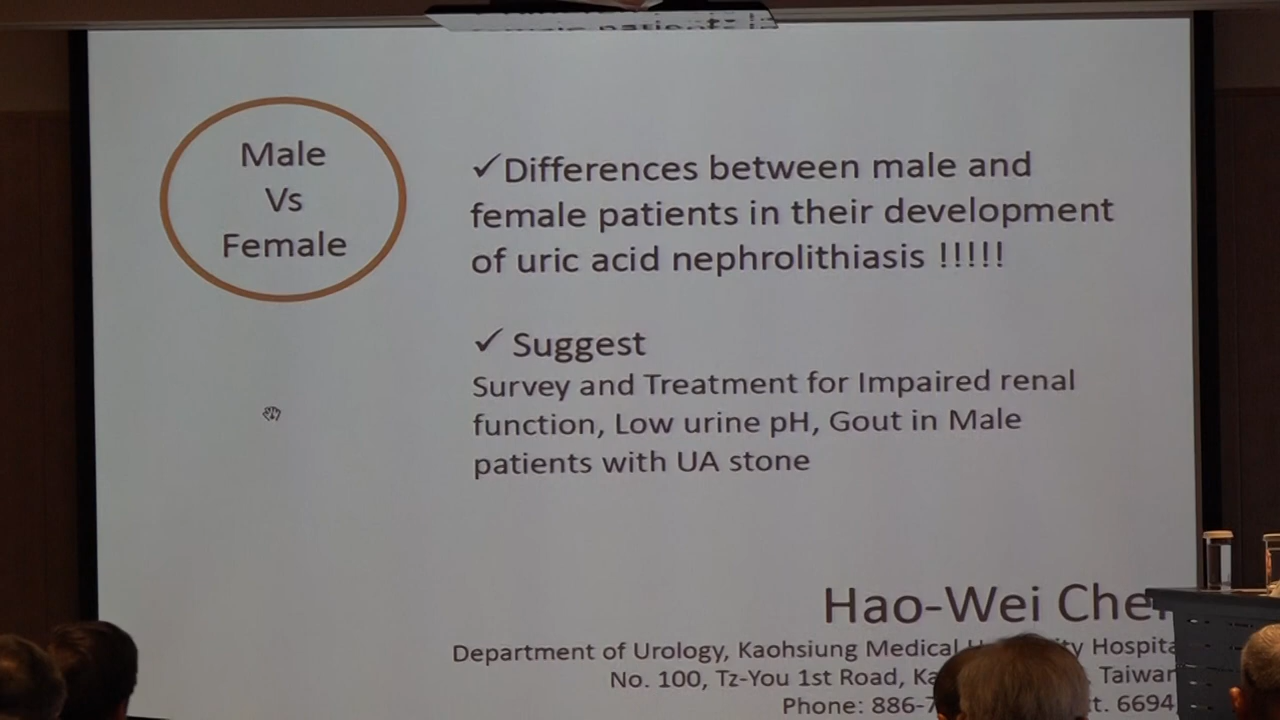 Male
Vs
Female
✓Differences between male and
female patients in their development
of uric acid nephrolithiasis !!!!!
✓ Suggest
Survey and Treatment for Impaired renal
function, Low urine pH, Gout in Male
patients with UA stone
Hao-Wei
Department of Urology, Kaohsiung Medical
No. 100, Tz-You 1st Road,
Phone: 6694,